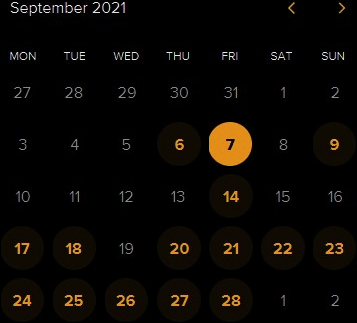 September 2021
MON TUE WED THU FRI SAT SUN
27 28 29 30 31 1 2
3 4 5 6 7 8 9
10 11 12 13 14 15 16
17 18 19 20 21 22 23
24 25 26 27 28 1 2